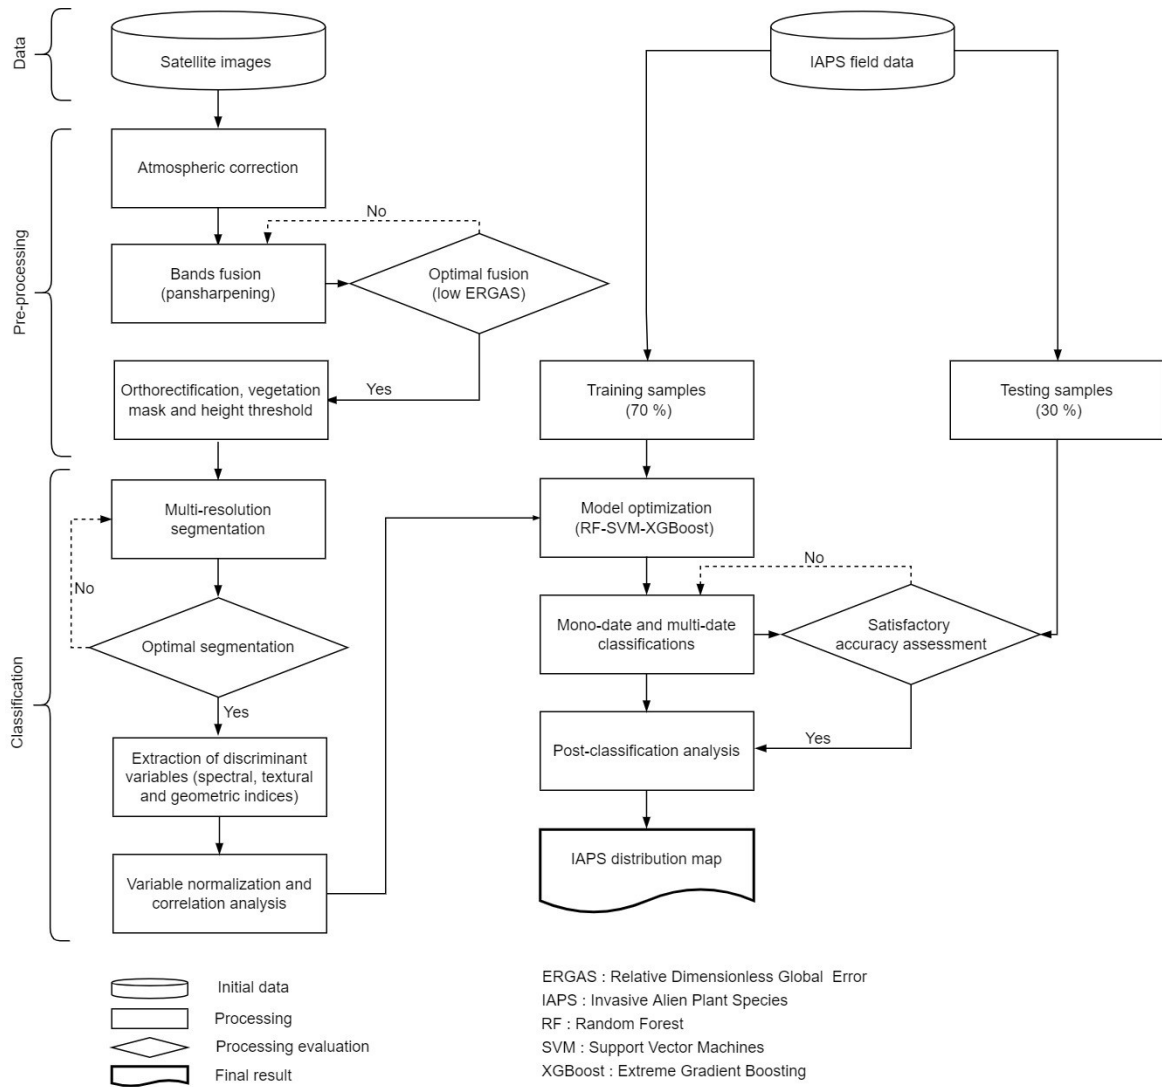 Data
Satellite images
IAPS field data
Pre-processing
Atmospheric correction
No
Bands fusion
(pansharpening)
Optimal fusion
(low ERGAS)
Yes
Orthorectification, vegetation
mask and height threshold
Training samples
(70 %)
Testing samples
(30 %)
Classification
Multi-resolution
segmentation
No
Optimal segmentation
Yes
Extraction of discriminant
variables (spectral, textural
and geometric indices)
Variable normalization and
correlation analysis
Model optimization
(RF-SVM-XGBoost)
No
Mono-date and multi-date
classifications
Satisfactory
accuracy assessment
Yes
Post-classification analysis
IAPS distribution map
Initial data
Processing
Processing evaluation
Final result
ERGAS : Relative Dimensionless Global Error
IAPS : Invasive Alien Plant Species
RF : Random Forest
SVM : Support Vector Machines
XGBoost : Extreme Gradient Boosting